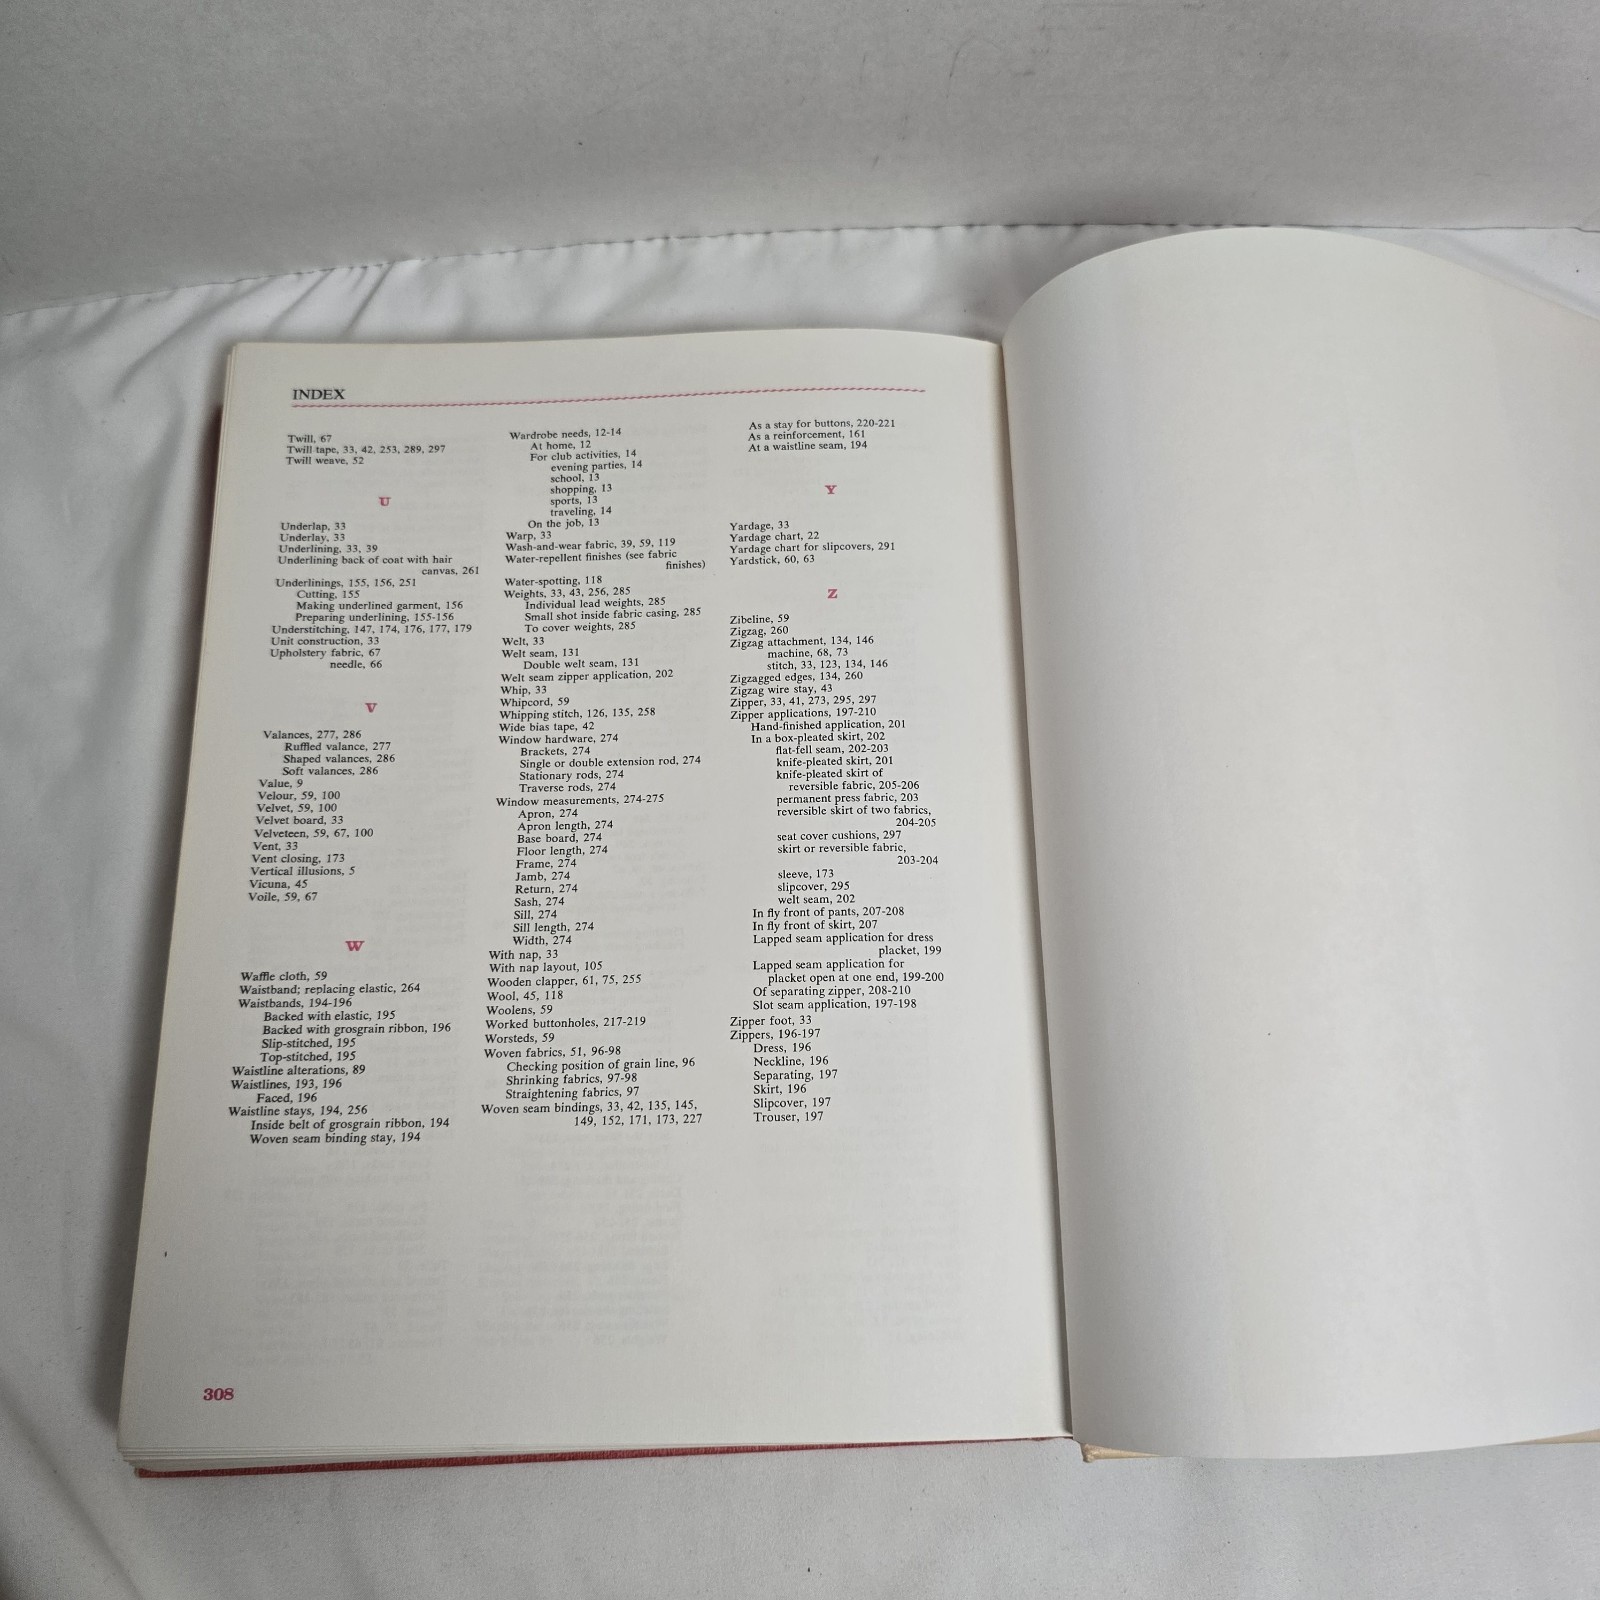 INDEX
Twill, 67
Twill tape, 33, 42, 253, 289, 297
Twill weave, 52
U
Underlap, 33
Underlay, 33
Underlining, 33, 39
Underlining back of coat with hair
canvas, 261
Underlinings, 155, 156, 251
Cutting, 155
Making underlined garment, 156
Preparing underlining, 155-156
Understitching, 147, 174, 176, 177, 179
Unit construction, 33
Upholstery fabric, 67
needle, 66
V
Valances, 277, 286
Ruffled valance, 277
Shaped valances, 286
Soft valances, 286
Value, 9
Velour, 59, 100
Velvet, 59, 100
Velvet board, 33
Velveteen, 59, 67, 100
Vent, 33
Vent closing, 173
Vertical illusions, 5
Vicuna, 45
Voile, 59, 67
W
Waffle cloth, 59
Waistband; replacing elastic, 264
Waistbands, 194-196
Backed with elastic, 195
Backed with grosgrain ribbon, 196
Slip-stitched, 195
Top-stitched, 195
Waistline alterations, 89
Waistlines, 193, 196
Faced, 196
Waistline stays, 194, 256
Inside belt of grosgrain ribbon, 194
Woven seam binding stay, 194
Wardrobe needs, 12-14
At home, 12
For club activities, 14
evening parties, 14
school, 13
shopping, 13
sports, 13
traveling, 14
On the job, 13
Warp, 33
Wash-and-wear fabric, 39, 59, 119
Water-repellent finishes (see fabric
finishes)
Water-spotting, 118
Weights, 33, 43, 256, 285
Individual lead weights, 285
Small shot inside fabric casing, 285
To cover weights, 285
Welt, 33
Welt seam, 131
Double welt seam, 131
Welt seam zipper application, 202
Whip, 33
Whipcord, 59
Whipping stitch, 126, 135, 258
Wide bias tape, 42
Window hardware, 274
Brackets, 274
Single or double extension rod, 274
Stationary rods, 274
Traverse rods, 274
Window measurements, 274-275
Apron, 274
Apron length, 274
Base board, 274
Floor length, 274
Frame, 274
Jamb, 274
Return, 274
Sash, 274
Sill, 274
Sill length, 274
Width, 274
With nap, 33
With nap layout, 105
Wooden clapper, 61, 75, 255
Wool, 45, 118
Woolens, 59
Worked buttonholes, 217-219
Worsteds, 59
Woven fabrics, 51, 96-98
Checking position of grain line, 96
Shrinking fabrics, 97-98
Straightening fabrics, 97
Woven seam bindings, 33, 42, 135, 145,
149, 152, 171, 173, 227
As a stay for buttons, 220-221
As a reinforcement, 161
At a waistline seam, 194
Y
Yardage, 33
Yardage chart, 22
Yardage chart for slipcovers, 291
Yardstick, 60, 63
Z
Zibeline, 59
Zigzag, 260
Zigzag attachment, 134, 146
machine, 68, 73
stitch, 33, 123, 134, 146
Zigzagged edges, 134, 260
Zigzag wire stay, 43
Zipper, 33, 41, 273, 295, 297
Zipper applications, 197-210
Hand-finished application, 201
In a box-pleated skirt, 202
flat-fell seam, 202-203
knife-pleated skirt, 201
knife-pleated skirt of
reversible fabric, 205-206
permanent press fabric, 203
reversible skirt of two fabrics,
204-205
seat cover cushions, 297
skirt or reversible fabric,
203-204
sleeve, 173
slipcover, 295
welt seam, 202
In fly front of pants, 207-208
In fly front of skirt, 207
Lapped seam application for dress
placket, 199
Lapped seam application for
placket open at one end, 199-200
Of separating zipper, 208-210
Slot seam application, 197-198
Zipper foot, 33
Zippers, 196-197
Dress, 196
Neckline, 196
Separating, 197
Skirt, 196
Slipcover, 197
Trouser, 197
308